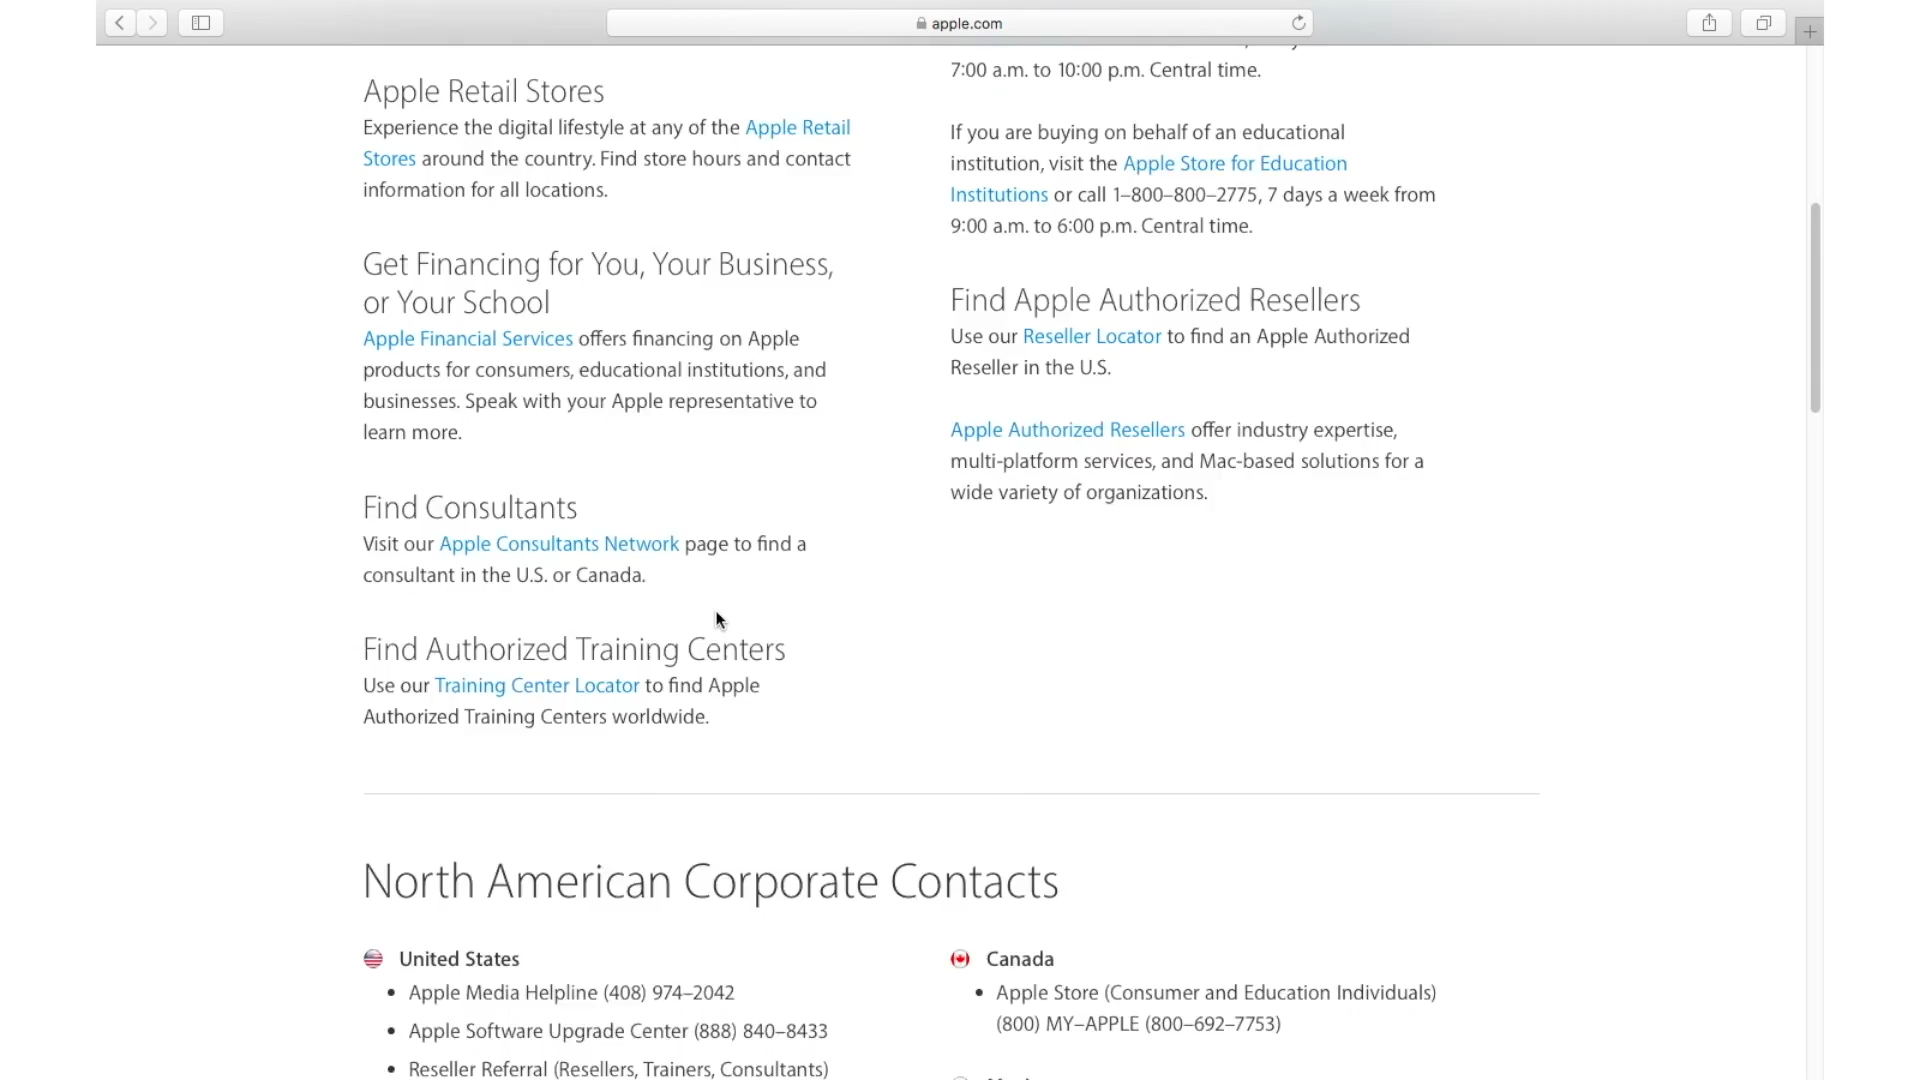 apple.com
Apple Retail Stores
Experience the digital lifestyle at any of the Apple Retail
Stores around the country. Find store hours and contact
information for all locations.
Get Financing for You, Your Business,
or Your School
Apple Financial Services offers financing on Apple
products for consumers, educational institutions, and
businesses. Speak with your Apple representative to
learn more.
Find Consultants
Visit our Apple Consultants Network page to find a
consultant in the U.S. or Canada.
Find Authorized Training Centers
Use our Training Center Locator to find Apple
Authorized Training Centers worldwide.
7:00 a.m. to 10:00 p.m. Central time.
If you are buying on behalf of an educational
institution, visit the Apple Store for Education
Institutions or call 1–800–800–2775, 7 days a week from
9:00 a.m. to 6:00 p.m. Central time.
Find Apple Authorized Resellers
Use our Reseller Locator to find an Apple Authorized
Reseller in the U.S.
Apple Authorized Resellers offer industry expertise,
multi-platform services, and Mac-based solutions for a
wide variety of organizations.
North American Corporate Contacts
United States
• Apple Media Helpline (408) 974–2042
• Apple Software Upgrade Center (888) 840–8433
• Reseller Referral (Resellers, Trainers, Consultants)
Canada
• Apple Store (Consumer and Education Individuals)
(800) MY–APPLE (800–692–7753)